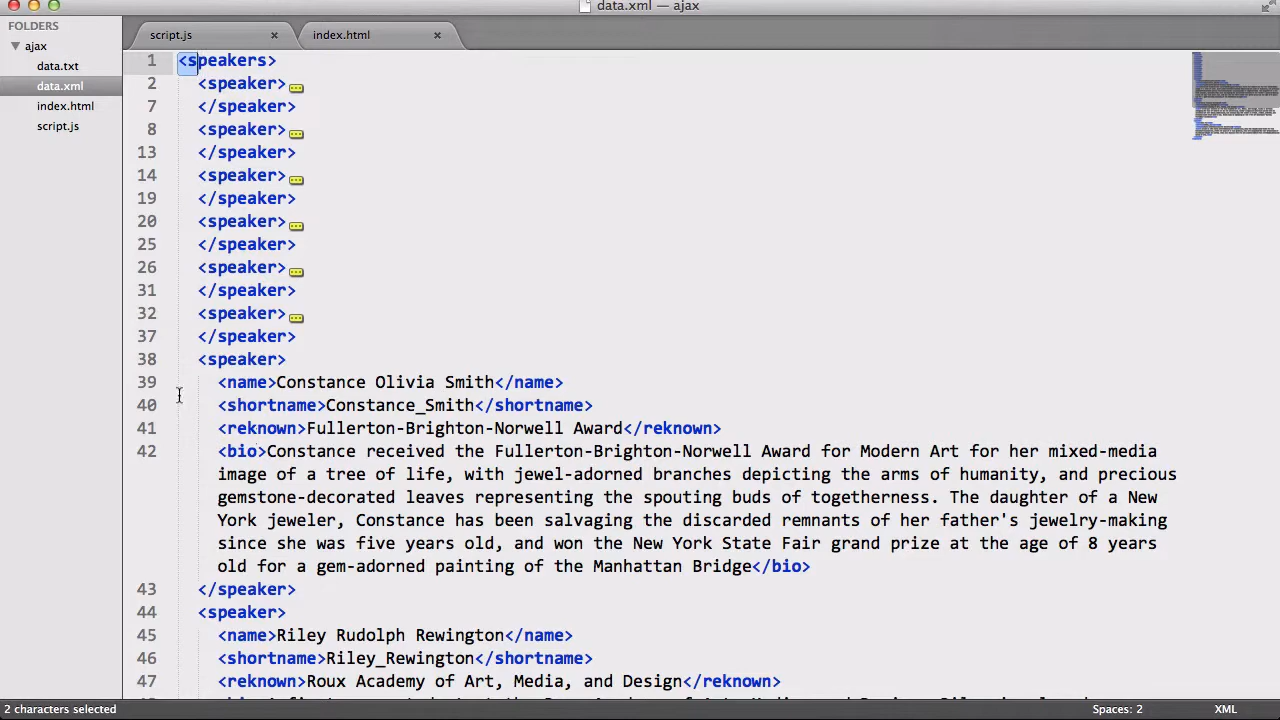 data.xml — ajax
FOLDERS
ajax
data.txt
data.xml
index.html
script.js
script.js ×
index.html ×
1 <speakers>
2 <speaker>
7 </speaker>
8 <speaker>
13 </speaker>
14 <speaker>
19 </speaker>
20 <speaker>
25 </speaker>
26 <speaker>
31 </speaker>
32 <speaker>
37 </speaker>
38 <speaker>
39 <name>Constance Olivia Smith</name>
40 <shortname>Constance_Smith</shortname>
41 <reknown>Fullerton-Brighton-Norwell Award</reknown>
42 <bio>Constance received the Fullerton-Brighton-Norwell Award for Modern Art for her mixed-media
image of a tree of life, with jewel-adorned branches depicting the arms of humanity, and precious
gemstone-decorated leaves representing the spouting buds of togetherness. The daughter of a New
York jeweler, Constance has been salvaging the discarded remnants of her father's jewelry-making
since she was five years old, and won the New York State Fair grand prize at the age of 8 years
old for a gem-adorned painting of the Manhattan Bridge</bio>
43 </speaker>
44 <speaker>
45 <name>Riley Rudolph Rewington</name>
46 <shortname>Riley_Rewington</shortname>
47 <reknown>Roux Academy of Art, Media, and Design</reknown>
2 characters selected
Spaces: 2
XML